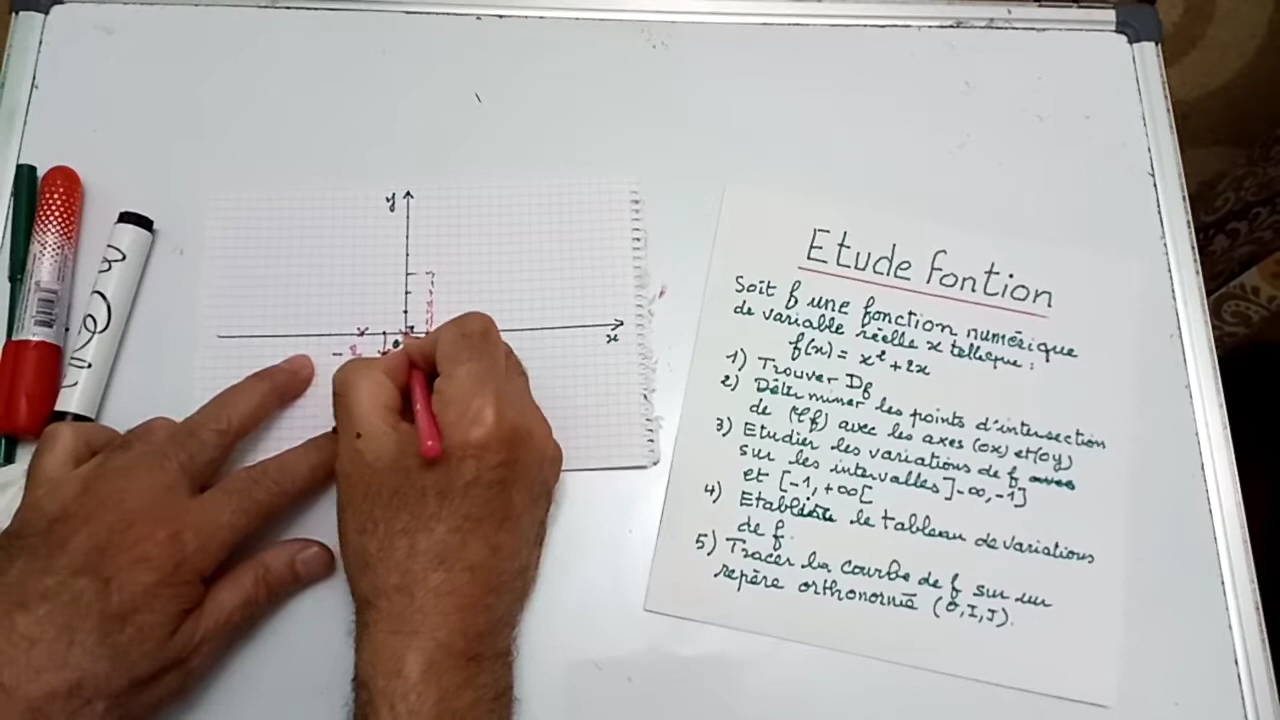 y
x
- 2
Etude fontion
Soit f une fonction numérique
de variable réelle x telleque :
f(x) = x² + 2x
1) Trouver Df
2) Déterminer les points d'intersection
de (Cf) avec les axes (ox) et (oy)
3) Etudier les variations de f
sur les intervalles ]-∞, -1]
et [-1, +∞[
4) le tableau de variations
de f.
5) Tracer la courbe de f sur un
repère orthonormé (O, I, J).